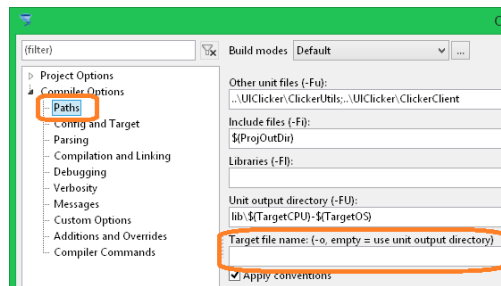 (filter)
Build modes Default ...
Project Options
Compiler Options
Paths
Config and Target
Parsing
Compilation and Linking
Debugging
Verbosity
Messages
Custom Options
Additions and Overrides
Compiler Commands
Other unit files (-Fu):
..\UIClicker\ClickerUtils;..\UIClicker\ClickerClient
Include files (-Fi):
$(ProjOutDir)
Libraries (-Fl):
Unit output directory (-FU):
lib\$(TargetCPU)-$(TargetOS)
Target file name: (-o, empty = use unit output directory)
Apply conventions